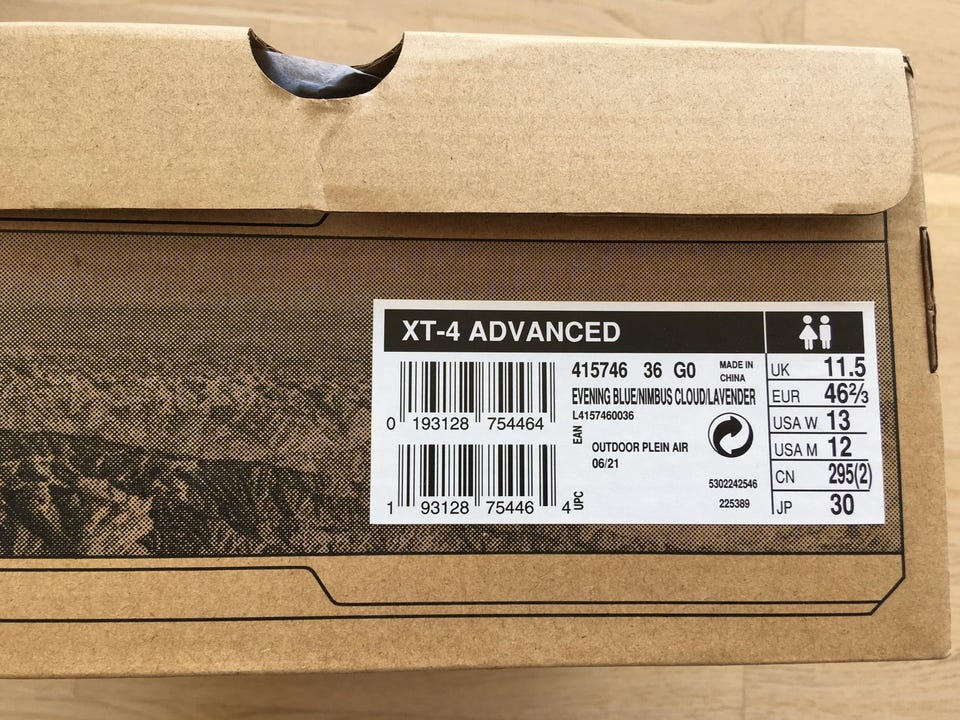 XT-4 ADVANCED
415746 36 G0
MADE IN
CHINA
EVENING BLUE/NIMBUS CLOUD/LAVENDER
L4157460036
0 193128 754464
EAN
OUTDOOR PLEIN AIR
06/21
5302242546
225389
1 93128 75446 4
UPC
UK 11.5
EUR 46⅔
USA W 13
USA M 12
CN 295(2)
JP 30